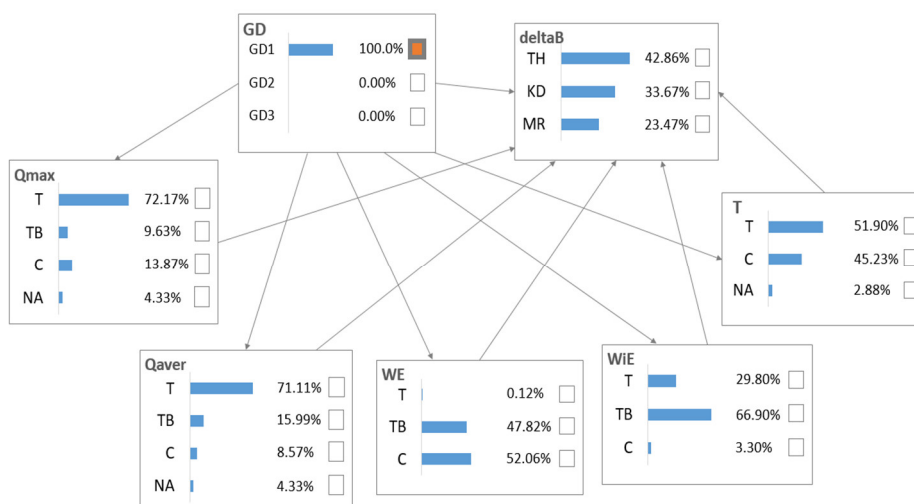 GD
GD1 100.0%
GD2 0.00%
GD3 0.00%
deltaB
TH 42.86%
KD 33.67%
MR 23.47%
Qmax
T 72.17%
TB 9.63%
C 13.87%
NA 4.33%
T
T 51.90%
C 45.23%
NA 2.88%
Qaver
T 71.11%
TB 15.99%
C 8.57%
NA 4.33%
WE
T 0.12%
TB 47.82%
C 52.06%
WiE
T 29.80%
TB 66.90%
C 3.30%